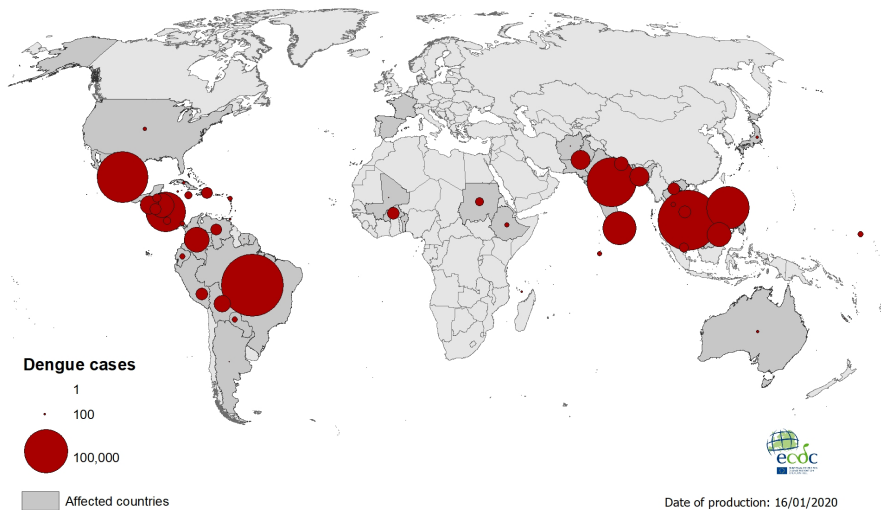 Dengue cases
1
100
100,000
Affected countries
ecdc
Date of production: 16/01/2020